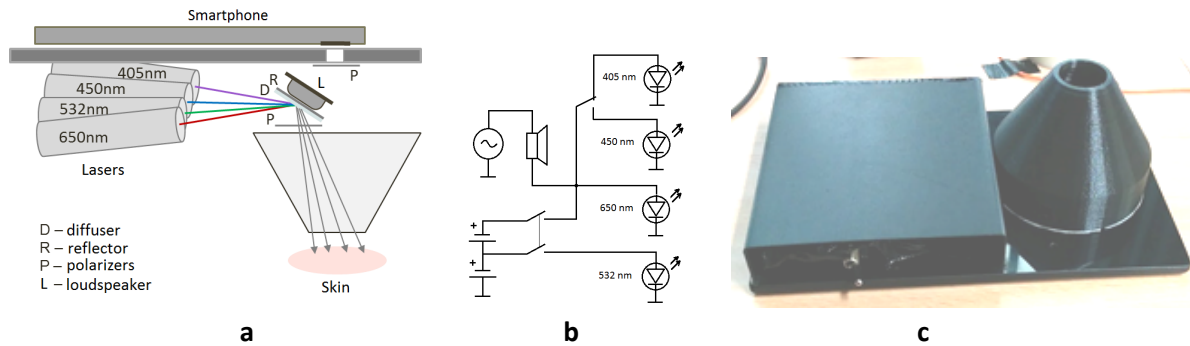 Smartphone
P
R
L
D
P
405nm
450nm
532nm
650nm
Lasers
D – diffuser
R – reflector
P – polarizers
L – loudspeaker
Skin
a
405 nm
450 nm
650 nm
532 nm
+
+
b
c